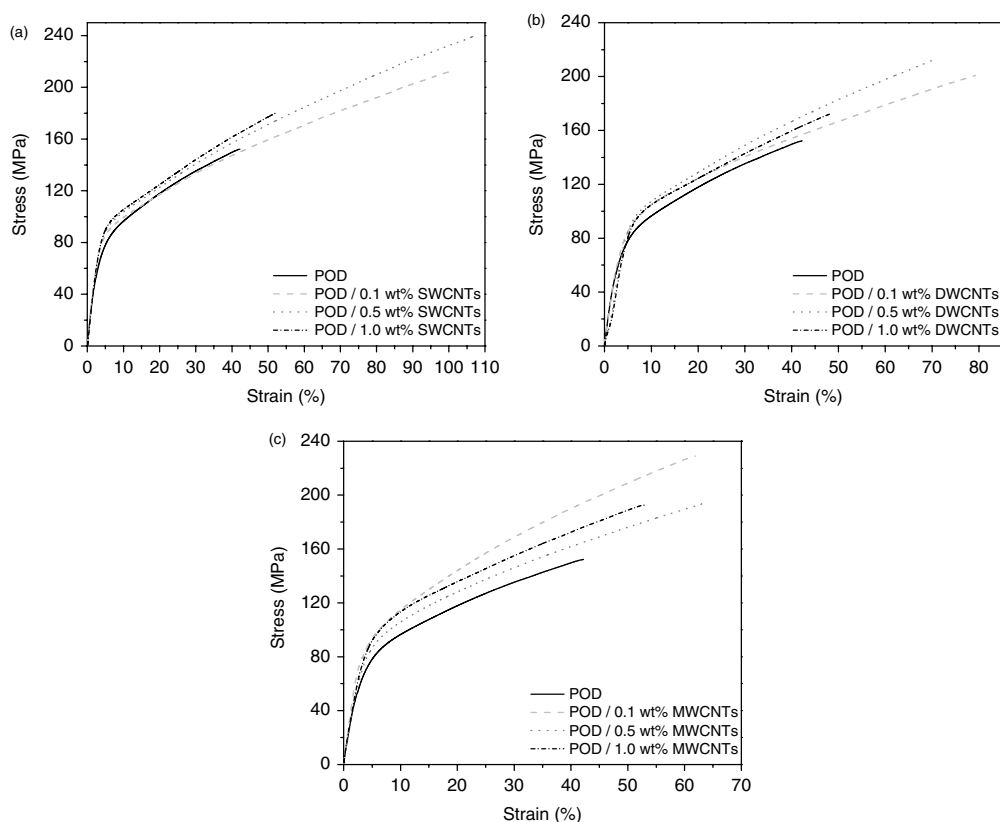 (a)
240
200
160
120
80
40
0
Stress (MPa)
POD
POD / 0.1 wt% SWCNTs
POD / 0.5 wt% SWCNTs
POD / 1.0 wt% SWCNTs
0 10 20 30 40 50 60 70 80 90 100 110
Strain (%)
(b)
240
200
160
120
80
40
0
Stress (MPa)
POD
POD / 0.1 wt% DWCNTs
POD / 0.5 wt% DWCNTs
POD / 1.0 wt% DWCNTs
0 10 20 30 40 50 60 70 80
Strain (%)
(c)
240
200
160
120
80
40
0
Stress (MPa)
POD
POD / 0.1 wt% MWCNTs
POD / 0.5 wt% MWCNTs
POD / 1.0 wt% MWCNTs
0 10 20 30 40 50 60 70
Strain (%)